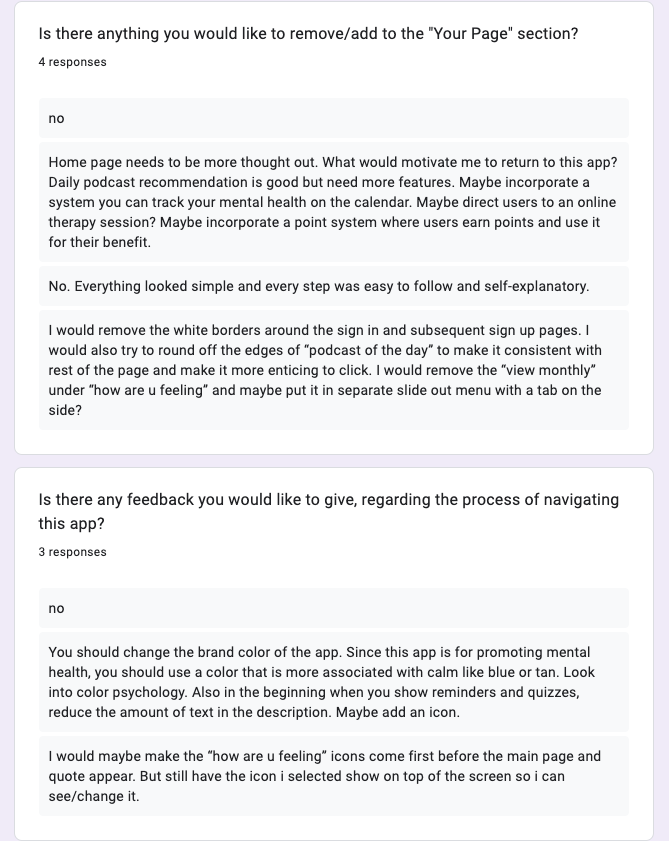 Is there anything you would like to remove/add to the "Your Page" section?
4 responses
no
Home page needs to be more thought out. What would motivate me to return to this app?
Daily podcast recommendation is good but need more features. Maybe incorporate a
system you can track your mental health on the calendar. Maybe direct users to an online
therapy session? Maybe incorporate a point system where users earn points and use it
for their benefit.
No. Everything looked simple and every step was easy to follow and self-explanatory.
I would remove the white borders around the sign in and subsequent sign up pages. I
would also try to round off the edges of “podcast of the day” to make it consistent with
rest of the page and make it more enticing to click. I would remove the “view monthly”
under “how are u feeling” and maybe put it in separate slide out menu with a tab on the
side?
Is there any feedback you would like to give, regarding the process of navigating
this app?
3 responses
no
You should change the brand color of the app. Since this app is for promoting mental
health, you should use a color that is more associated with calm like blue or tan. Look
into color psychology. Also in the beginning when you show reminders and quizzes,
reduce the amount of text in the description. Maybe add an icon.
I would maybe make the “how are u feeling” icons come first before the main page and
quote appear. But still have the icon i selected show on top of the screen so i can
see/change it.